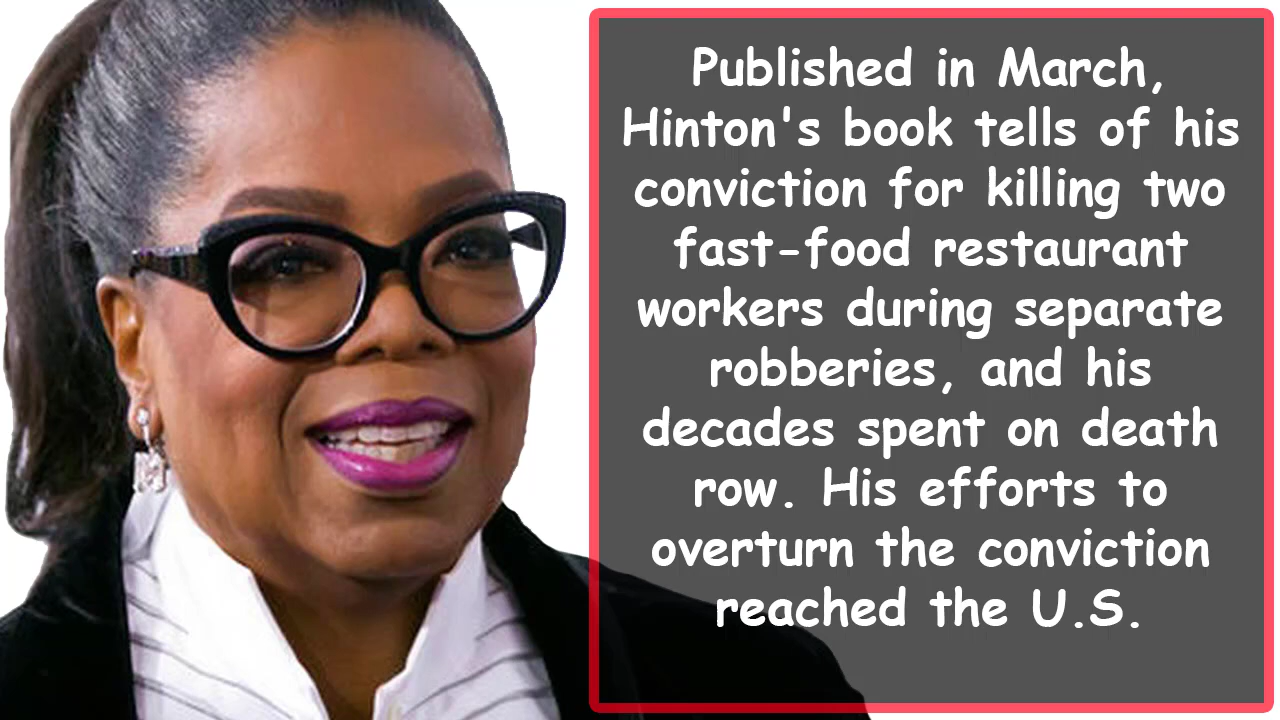 Published in March,
Hinton's book tells of his
conviction for killing two
fast-food restaurant
workers during separate
robberies, and his
decades spent on death
row. His efforts to
overturn the conviction
reached the U.S.